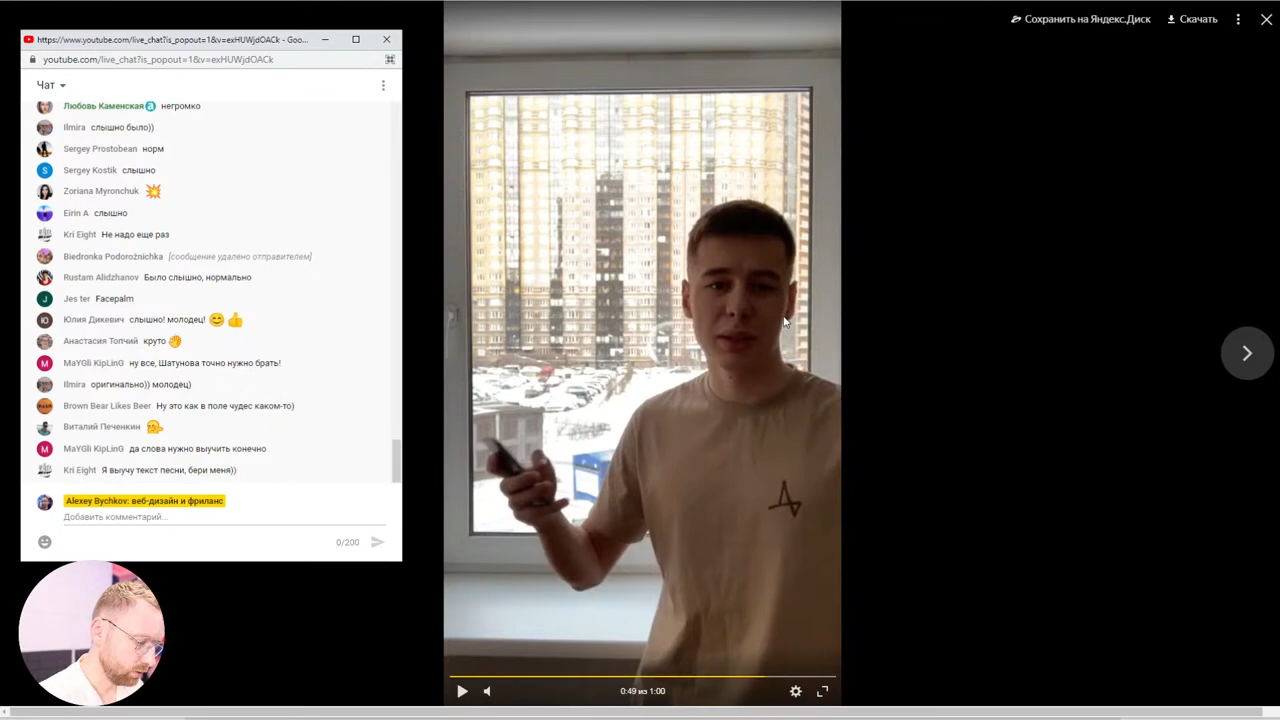 https://www.youtube.com/live_chat?is_popout=1&v=exHUWjdOACk - Goo...
youtube.com/live_chat?is_popout=1&v=exHUWjdOACk
Чат
Любовь Каменская негромко
Ilmira слышно было))
Sergey Prostobean норм
S Sergey Kostik слышно
Zoriana Myronchuk
Eirin A слышно
Kri Eight Не надо еще раз
Biedronka Podorożnichka [сообщение удалено отправителем]
Rustam Alidzhanov Было слышно, нормально
J Jes ter Facepalm
Ю Юлия Дикевич слышно! молодец!
Анастасия Топчий круто
M MaYGli KipLinG ну все, Шатунова точно нужно брать!
Ilmira оригинально)) молодец)
Brown Bear Likes Beer Ну это как в поле чудес каком-то)
Виталий Печенкин
M MaYGli KipLinG да слова нужно выучить конечно
Kri Eight Я выучу текст песни, бери меня))
Alexey Bychkov: веб-дизайн и фриланс
Добавить комментарий...
0/200
Сохранить на Яндекс.Диск
Скачать
0:49 из 1:00